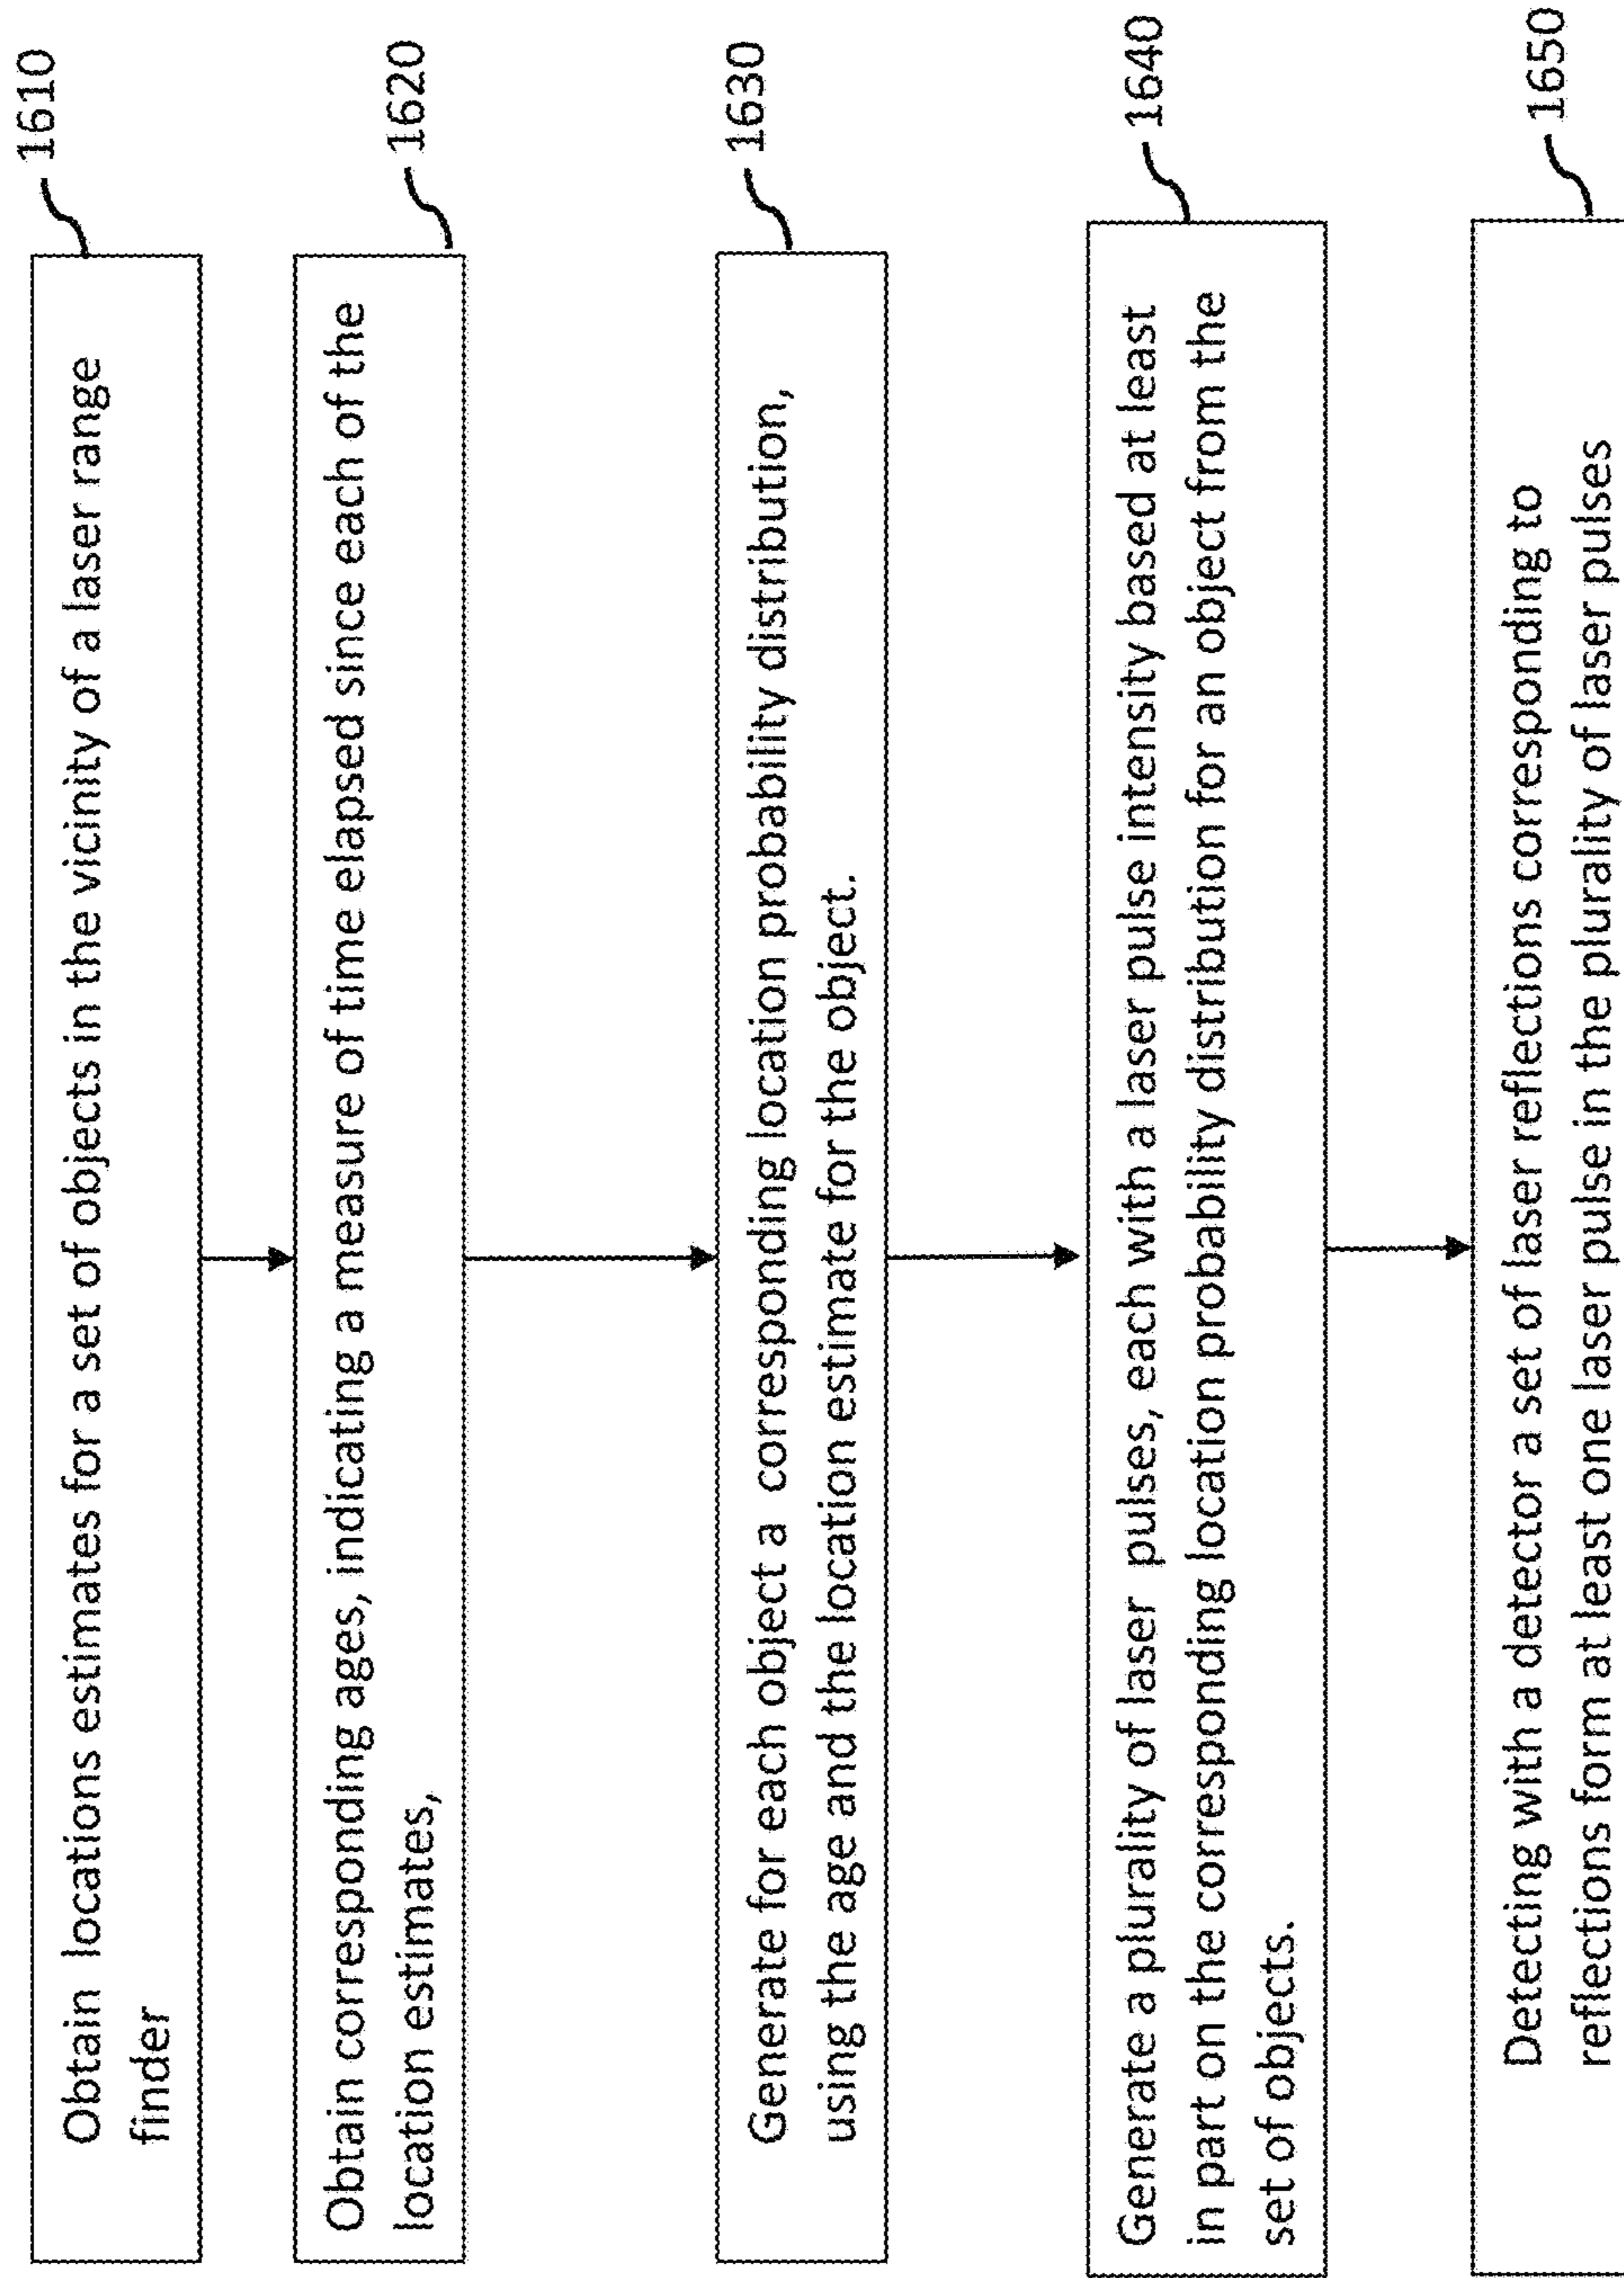 1610
Obtain locations estimates for a set of objects in the vicinity of a laser range
finder
1620
Obtain corresponding ages, indicating a measure of time elapsed since each of the
location estimates,
1630
Generate for each object a corresponding location probability distribution,
using the age and the location estimate for the object.
1640
Generate a plurality of laser pulses, each with a laser pulse intensity based at least
in part on the corresponding location probability distribution for an object from the
set of objects.
1650
Detecting with a detector a set of laser reflections corresponding to
reflections form at least one laser pulse in the plurality of laser pulses